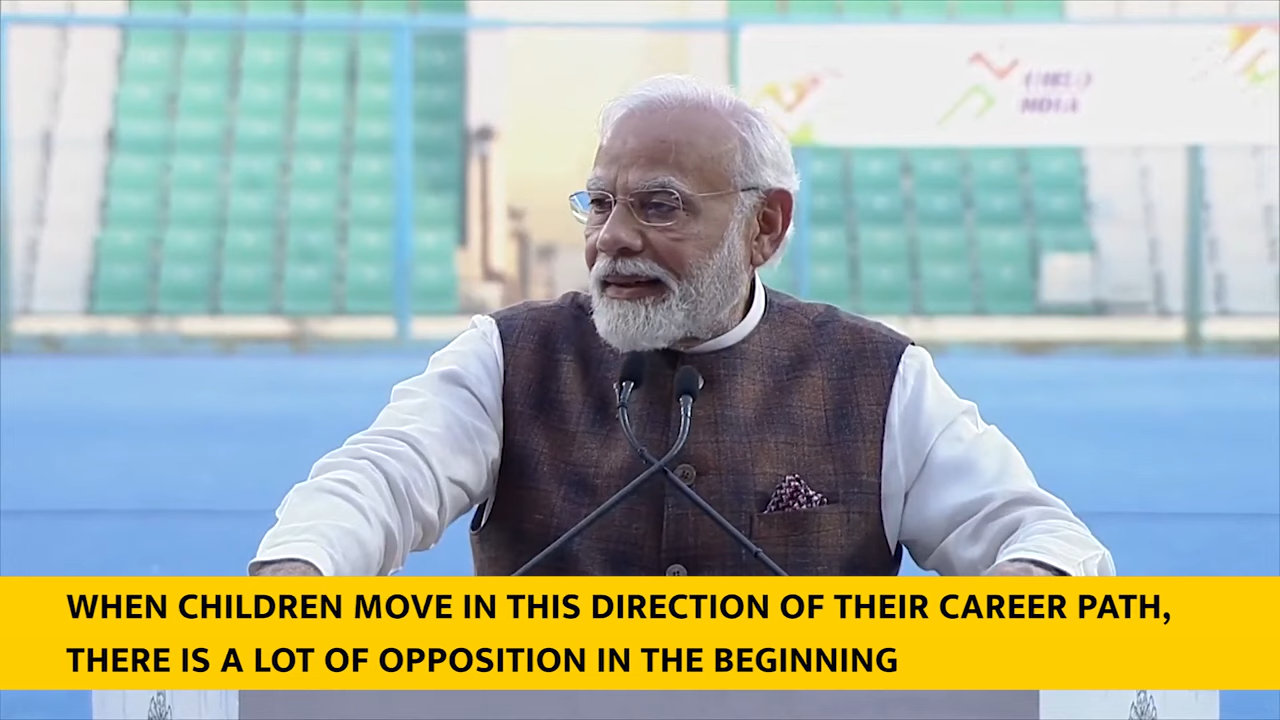 WHEN CHILDREN MOVE IN THIS DIRECTION OF THEIR CAREER PATH,
THERE IS A LOT OF OPPOSITION IN THE BEGINNING